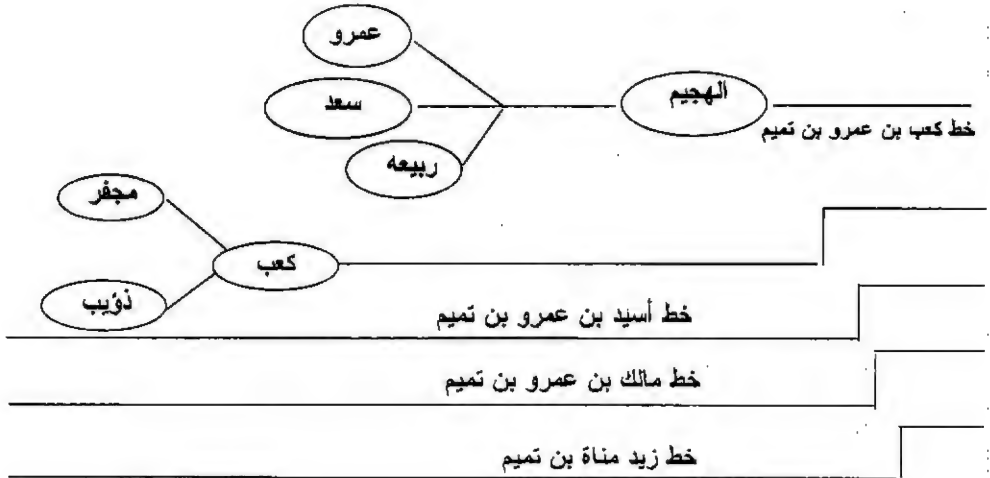 عمرو
الهجيم
سعد
خط كعب بن عمرو بن تميم
ربيعه
مجفر
كعب
ذؤيب
خط أسيد بن عمرو بن تميم
خط مالك بن عمرو بن تميم
خط زيد مناة بن تميم